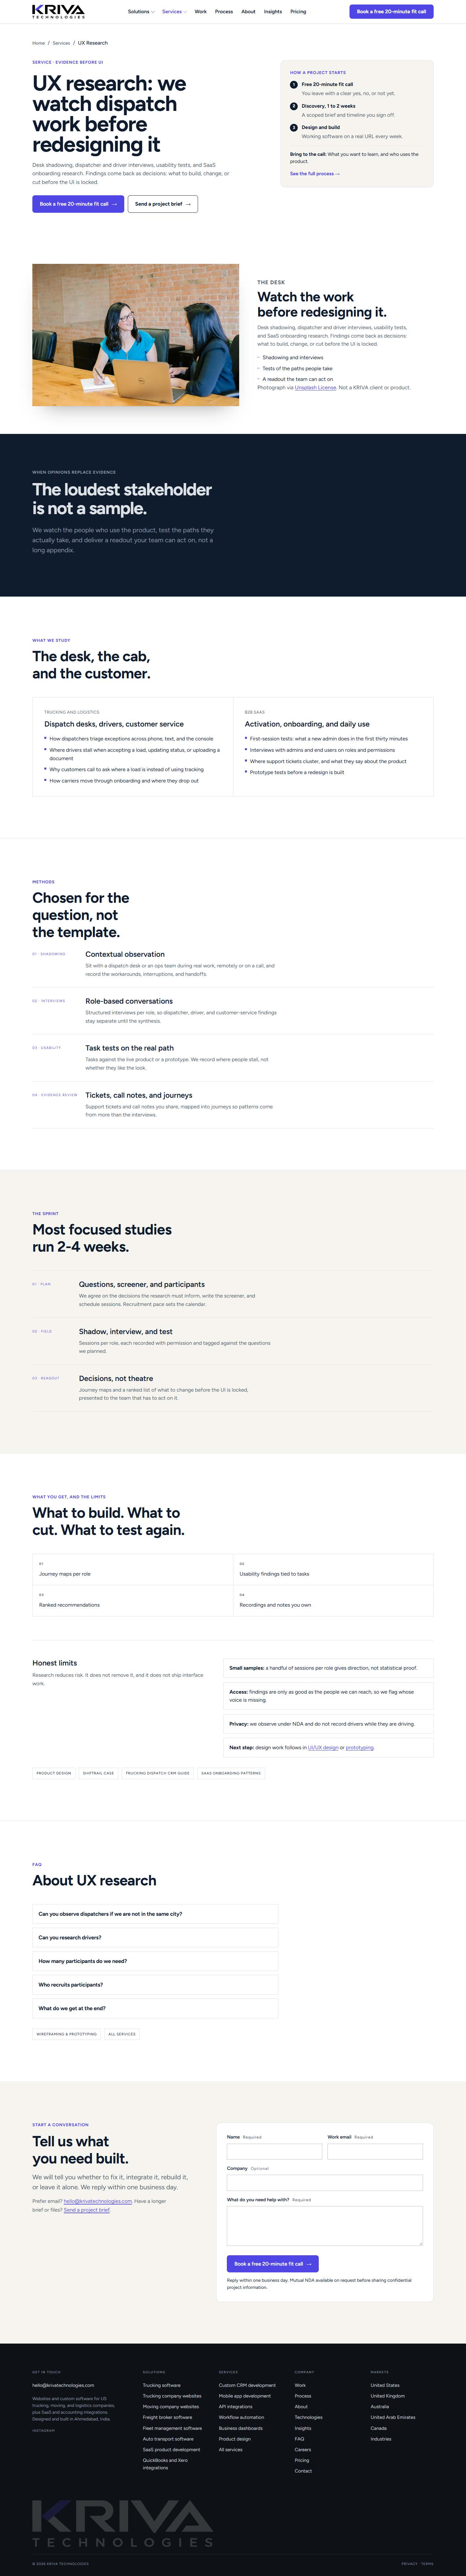 KRIVA
TECHNOLOGIES
Solutions
Services
Work
Process
About
Insights
Pricing
Book a free 20-minute fit call
Home / Services / UX Research
SERVICE · EVIDENCE BEFORE UI
UX research: we
watch dispatch
work before
redesigning it
Desk shadowing, dispatcher and driver interviews, usability tests, and SaaS
onboarding research. Findings come back as decisions: what to build, change, or
cut before the UI is locked.
Book a free 20-minute fit call →
Send a project brief →
HOW A PROJECT STARTS
1 Free 20-minute fit call
You leave with a clear yes, no, or not yet.
2 Discovery, 1 to 2 weeks
A scoped brief and timeline you sign off.
3 Design and build
Working software on a real URL every week.
Bring to the call: What you want to learn, and who uses the
product.
See the full process →
THE DESK
Watch the work
before redesigning it.
Desk shadowing, dispatcher and driver interviews, usability tests,
and SaaS onboarding research. Findings come back as decisions:
what to build, change, or cut before the UI is locked.
– Shadowing and interviews
– Tests of the paths people take
– A readout the team can act on
Photograph via Unsplash License. Not a KRIVA client or product.
WHEN OPINIONS REPLACE EVIDENCE
The loudest stakeholder
is not a sample.
We watch the people who use the product, test the paths they
actually take, and deliver a readout your team can act on, not a
long appendix.
WHAT WE STUDY
The desk, the cab,
and the customer.
TRUCKING AND LOGISTICS
Dispatch desks, drivers, customer service
How dispatchers triage exceptions across phone, text, and the console
Where drivers stall when accepting a load, updating status, or uploading a
document
Why customers call to ask where a load is instead of using tracking
How carriers move through onboarding and where they drop out
B2B SAAS
Activation, onboarding, and daily use
First-session tests: what a new admin does in the first thirty minutes
Interviews with admins and end users on roles and permissions
Where support tickets cluster, and what they say about the product
Prototype tests before a redesign is built
METHODS
Chosen for the
question, not
the template.
01 · SHADOWING
Contextual observation
Sit with a dispatch desk or an ops team during real work, remotely or on a call, and
record the workarounds, interruptions, and handoffs.
02 · INTERVIEWS
Role-based conversations
Structured interviews per role, so dispatcher, driver, and customer-service findings
stay separate until the synthesis.
03 · USABILITY
Task tests on the real path
Tasks against the live product or a prototype. We record where people stall, not
whether they like the look.
04 · EVIDENCE REVIEW
Tickets, call notes, and journeys
Support tickets and call notes you share, mapped into journeys so patterns come
from more than the interviews.
THE SPRINT
Most focused studies
run 2-4 weeks.
01 · PLAN
Questions, screener, and participants
We agree on the decisions the research must inform, write the screener, and
schedule sessions. Recruitment pace sets the calendar.
02 · FIELD
Shadow, interview, and test
Sessions per role, each recorded with permission and tagged against the questions
we planned.
03 · READOUT
Decisions, not theatre
Journey maps and a ranked list of what to change before the UI is locked,
presented to the team that has to act on it.
WHAT YOU GET, AND THE LIMITS
What to build. What to
cut. What to test again.
01
Journey maps per role
02
Usability findings tied to tasks
03
Ranked recommendations
04
Recordings and notes you own
Honest limits
Research reduces risk. It does not remove it, and it does not ship interface
work.
Small samples: a handful of sessions per role gives direction, not statistical proof.
Access: findings are only as good as the people we can reach, so we flag whose
voice is missing.
Privacy: we observe under NDA and do not record drivers while they are driving.
Next step: design work follows in UI/UX design or prototyping.
PRODUCT DESIGN
SHIFTRAIL CASE
TRUCKING DISPATCH CRM GUIDE
SAAS ONBOARDING PATTERNS
FAQ
About UX research
Can you observe dispatchers if we are not in the same city?
Can you research drivers?
How many participants do we need?
Who recruits participants?
What do we get at the end?
WIREFRAMING & PROTOTYPING
ALL SERVICES
START A CONVERSATION
Tell us what
you need built.
We will tell you whether to fix it, integrate it, rebuild it,
or leave it alone. We reply within one business day.
Prefer email? hello@krivatechnologies.com. Have a longer
brief or files? Send a project brief.
Name Required
Work email Required
Company Optional
What do you need help with? Required
Book a free 20-minute fit call →
Reply within one business day. Mutual NDA available on request before sharing confidential
project information.
GET IN TOUCH
hello@krivatechnologies.com
Websites and custom software for US
trucking, moving, and logistics companies,
plus SaaS and accounting integrations.
Designed and built in Ahmedabad, India.
INSTAGRAM
SOLUTIONS
Trucking software
Trucking company websites
Moving company websites
Freight broker software
Fleet management software
Auto transport software
SaaS product development
QuickBooks and Xero
integrations
SERVICES
Custom CRM development
Mobile app development
API integrations
Workflow automation
Business dashboards
Product design
All services
COMPANY
Work
Process
About
Technologies
Insights
FAQ
Careers
Pricing
Contact
MARKETS
United States
United Kingdom
Australia
United Arab Emirates
Canada
Industries
KRIVA
TECHNOLOGIES
© 2026 KRIVA TECHNOLOGIES
PRIVACY · TERMS